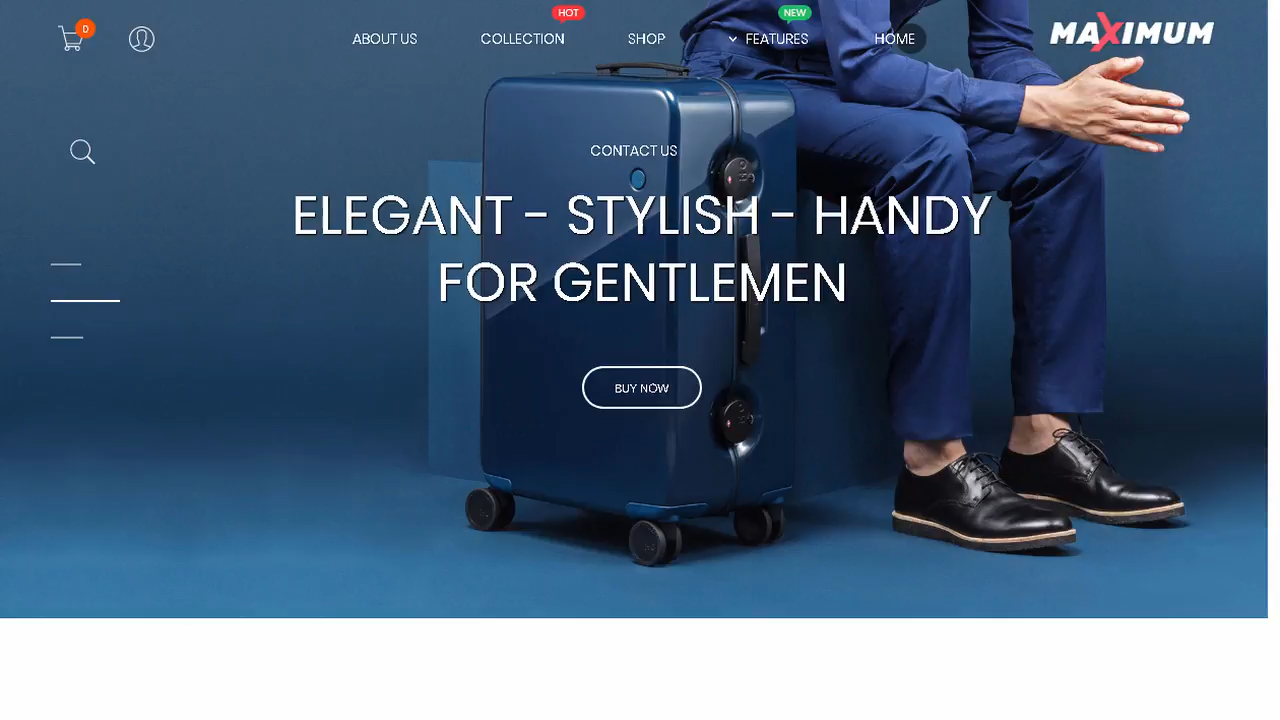 HOT
NEW
0
ABOUT US
COLLECTION
SHOP
FEATURES
HOME
MAXIMUM
CONTACT US
ELEGANT - STYLISH - HANDY
FOR GENTLEMEN
BUY NOW